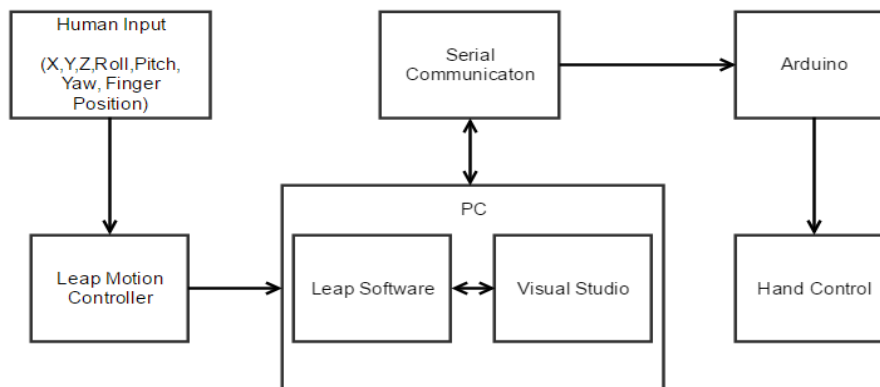 Human Input
(X,Y,Z,Roll,Pitch,
Yaw, Finger
Position)
Serial
Communicaton
Arduino
Leap Motion
Controller
PC
Leap Software
Visual Studio
Hand Control